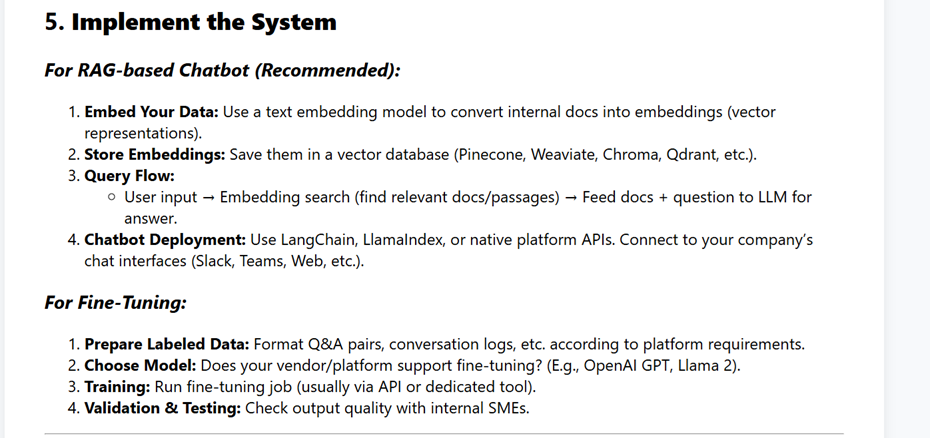 5. Implement the System
For RAG-based Chatbot (Recommended):
1. Embed Your Data: Use a text embedding model to convert internal docs into embeddings (vector
representations).
2. Store Embeddings: Save them in a vector database (Pinecone, Weaviate, Chroma, Qdrant, etc.).
3. Query Flow:
○ User input → Embedding search (find relevant docs/passages) → Feed docs + question to LLM for
answer.
4. Chatbot Deployment: Use LangChain, LlamaIndex, or native platform APIs. Connect to your company’s
chat interfaces (Slack, Teams, Web, etc.).
For Fine-Tuning:
1. Prepare Labeled Data: Format Q&A pairs, conversation logs, etc. according to platform requirements.
2. Choose Model: Does your vendor/platform support fine-tuning? (E.g., OpenAI GPT, Llama 2).
3. Training: Run fine-tuning job (usually via API or dedicated tool).
4. Validation & Testing: Check output quality with internal SMEs.